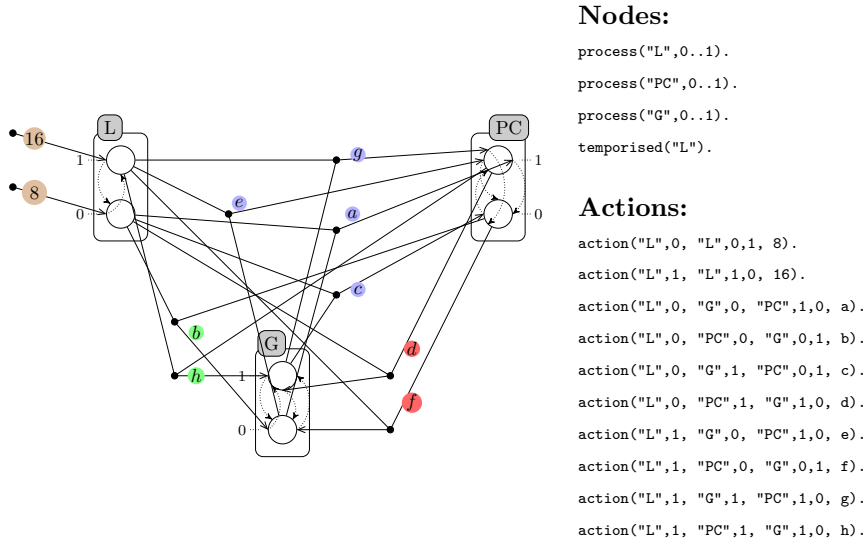 L
PC
G
16
8
1
0
1
0
1
0
g
e
a
c
b
h
d
f
Nodes:
process("L",0..1).
process("PC",0..1).
process("G",0..1).
temporised("L").
Actions:
action("L",0, "L",0,1, 8).
action("L",1, "L",1,0, 16).
action("L",0, "G",0, "PC",1,0, a).
action("L",0, "PC",0, "G",0,1, b).
action("L",0, "G",1, "PC",0,1, c).
action("L",0, "PC",1, "G",1,0, d).
action("L",1, "G",0, "PC",1,0, e).
action("L",1, "PC",0, "G",0,1, f).
action("L",1, "G",1, "PC",1,0, g).
action("L",1, "PC",1, "G",1,0, h).